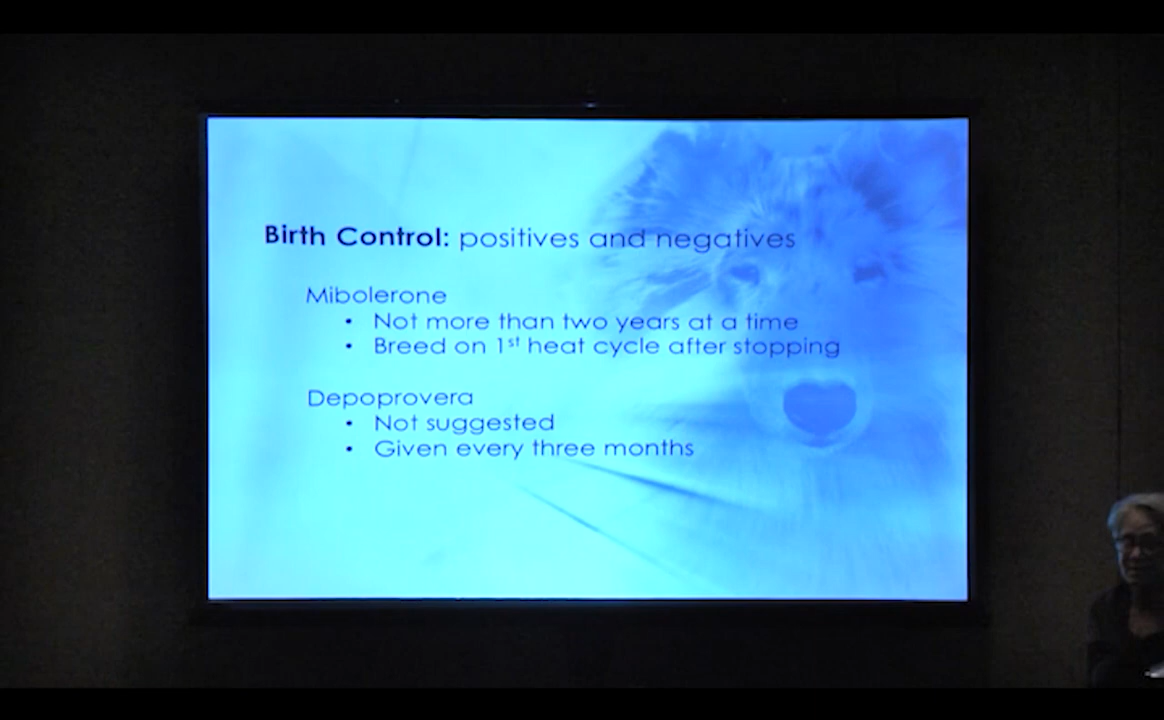 Birth Control: positives and negatives
Mibolerone
• Not more than two years at a time
• Breed on 1st heat cycle after stopping
Depoprovera
• Not suggested
• Given every three months